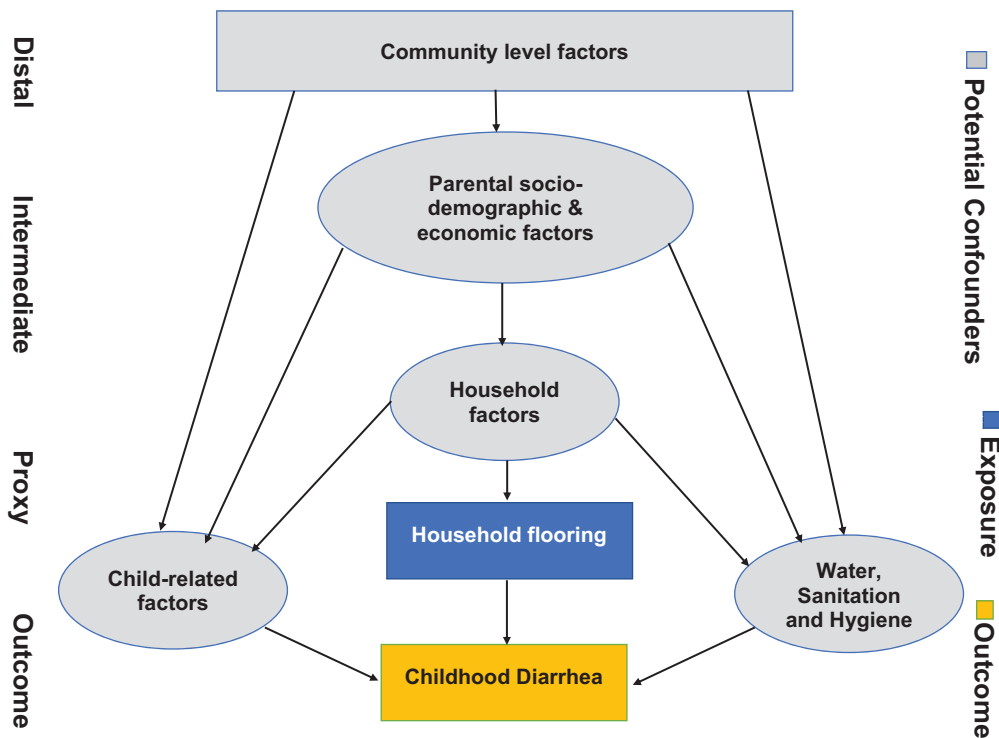 Community level factors
Parental socio-
demographic &
economic factors
Household
factors
Household flooring
Child-related
factors
Water,
Sanitation
and Hygiene
Childhood Diarrhea
Distal
Intermediate
Proxy
Outcome
Potential Confounders
Exposure
Outcome